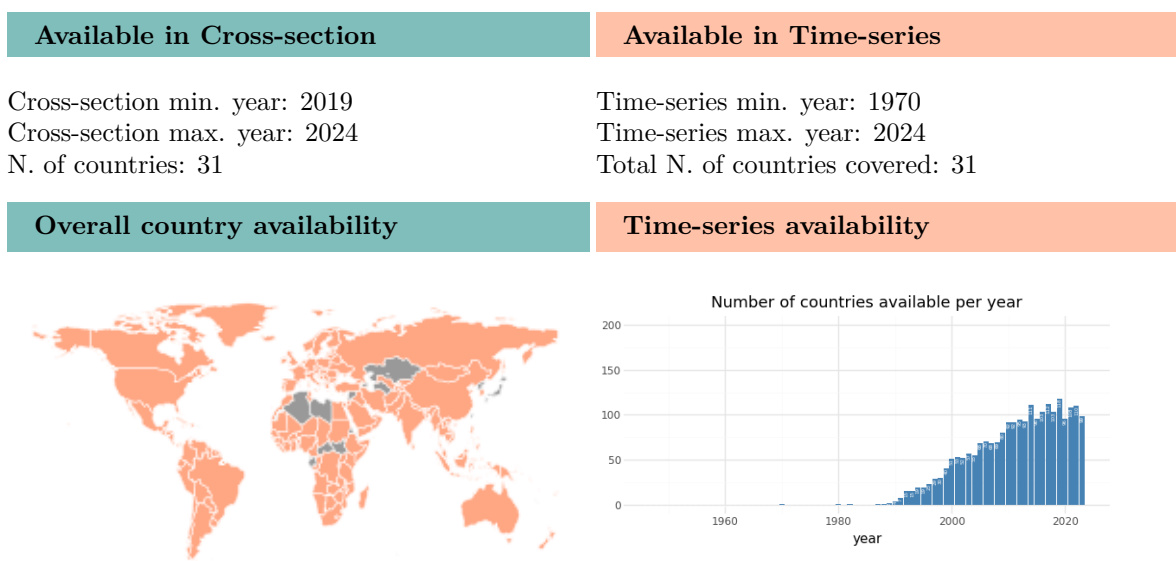 Available in Cross-section
Available in Time-series
Cross-section min. year: 2019
Cross-section max. year: 2024
N. of countries: 31
Time-series min. year: 1970
Time-series max. year: 2024
Total N. of countries covered: 31
Overall country availability
Time-series availability
Number of countries available per year
200
150
100
50
0
1960
1980
2000
2020
year